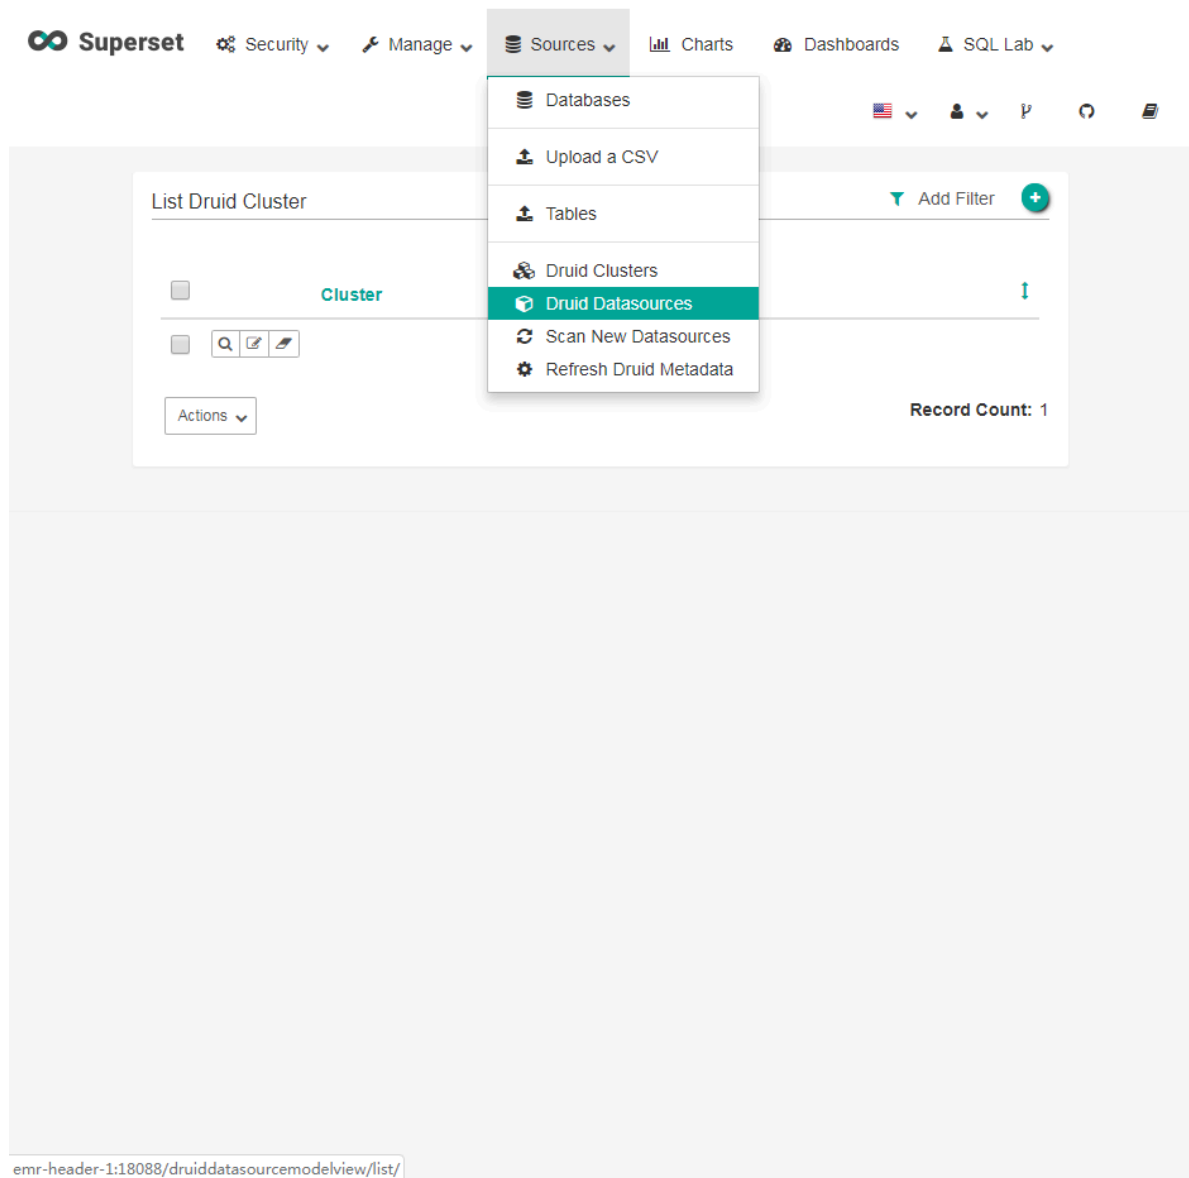 Superset Security Manage Sources Charts Dashboards SQL Lab
Databases
Upload a CSV
List Druid Cluster Add Filter
Tables
Druid Clusters
Cluster
Druid Datasources
Scan New Datasources
Refresh Druid Metadata
Actions Record Count: 1
emr-header-1:18088/druiddatasourcemodelview/list/